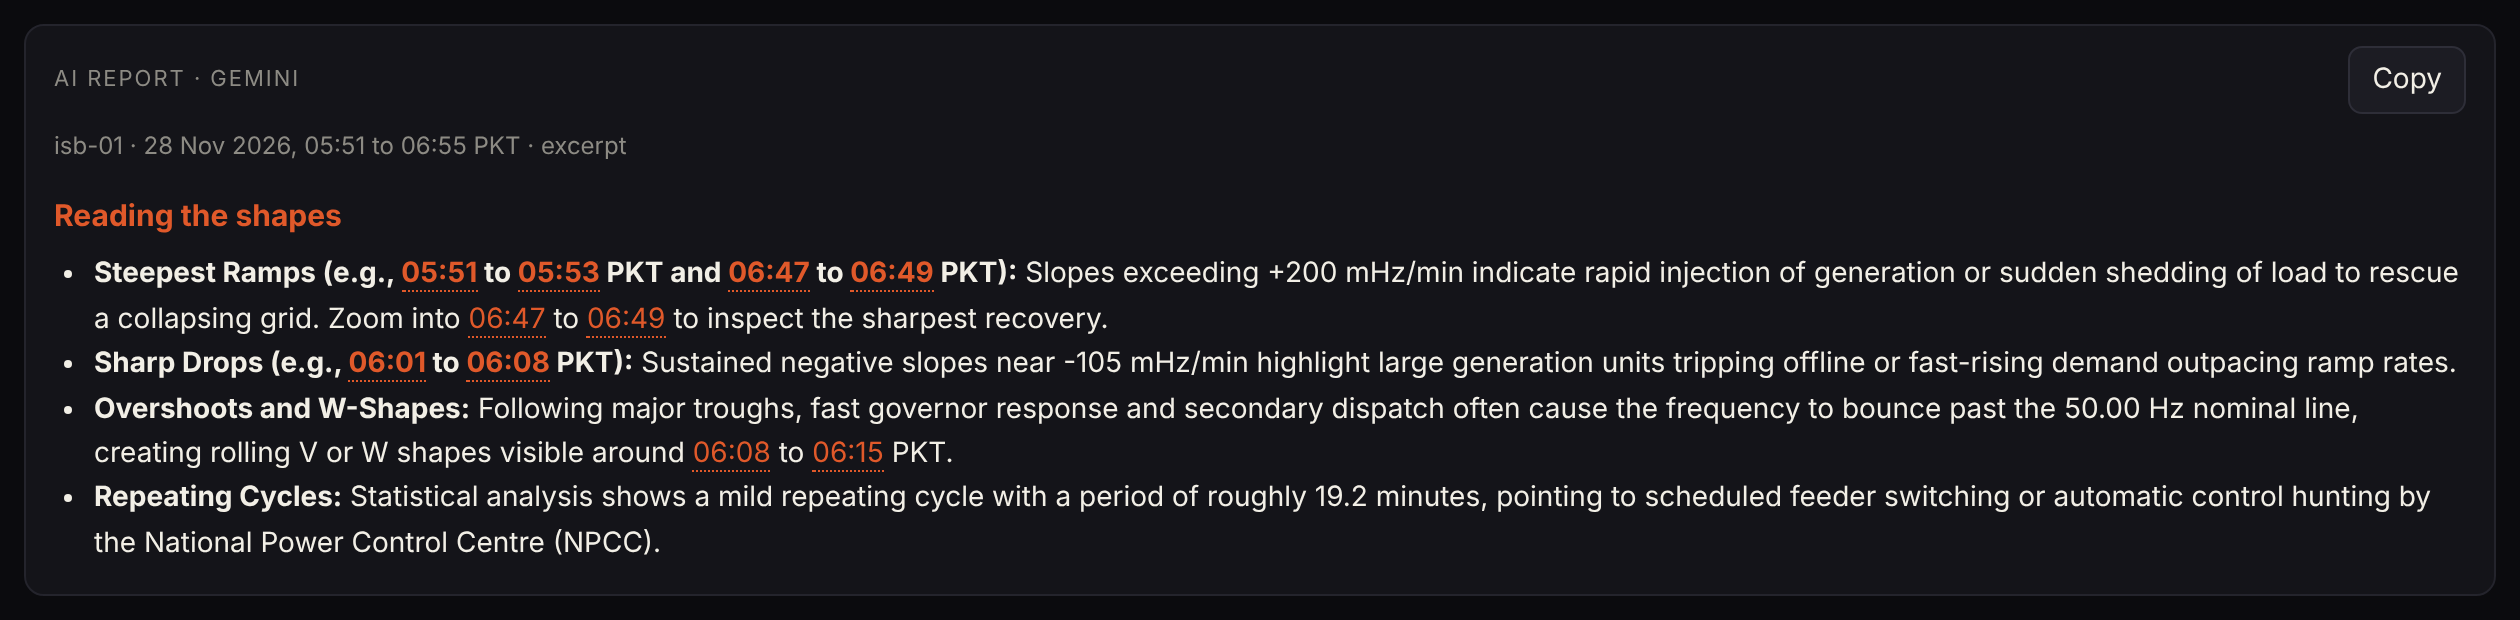 AI REPORT · GEMINI
Copy
isb-01 · 28 Nov 2026, 05:51 to 06:55 PKT · excerpt
Reading the shapes
• Steepest Ramps (e.g., 05:51 to 05:53 PKT and 06:47 to 06:49 PKT): Slopes exceeding +200 mHz/min indicate rapid injection of generation or sudden shedding of load to rescue
a collapsing grid. Zoom into 06:47 to 06:49 to inspect the sharpest recovery.
• Sharp Drops (e.g., 06:01 to 06:08 PKT): Sustained negative slopes near -105 mHz/min highlight large generation units tripping offline or fast-rising demand outpacing ramp rates.
• Overshoots and W-Shapes: Following major troughs, fast governor response and secondary dispatch often cause the frequency to bounce past the 50.00 Hz nominal line,
creating rolling V or W shapes visible around 06:08 to 06:15 PKT.
• Repeating Cycles: Statistical analysis shows a mild repeating cycle with a period of roughly 19.2 minutes, pointing to scheduled feeder switching or automatic control hunting by
the National Power Control Centre (NPCC).